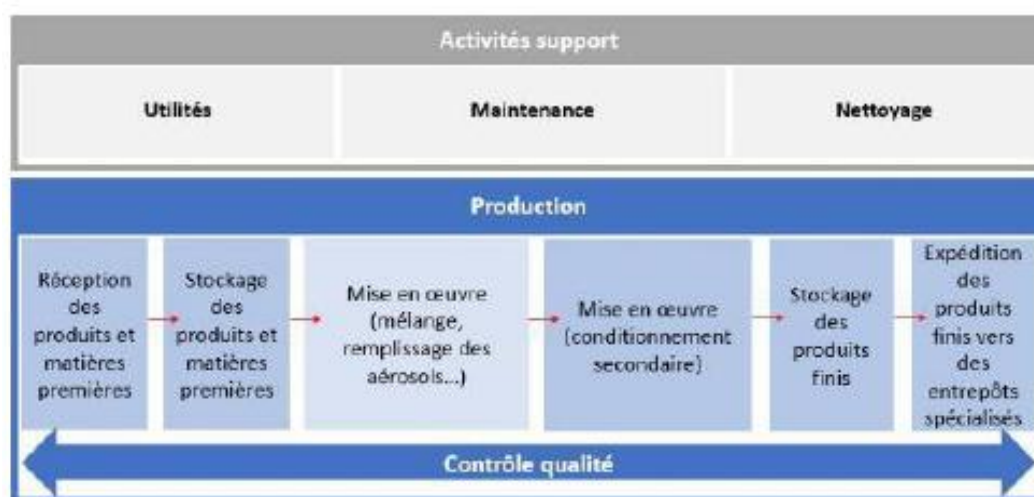 Activités support
Utilités
Maintenance
Nettoyage
Production
Réception
des
produits et
matières
premières
Stockage
des
produits et
matières
premières
Mise en œuvre
(mélange,
remplissage des
aérosols...)
Mise en œuvre
(conditionnement
secondaire)
Stockage
des
produits
finis
Expédition
des
produits
finis vers
des
entrepôts
spécialisés
Contrôle qualité